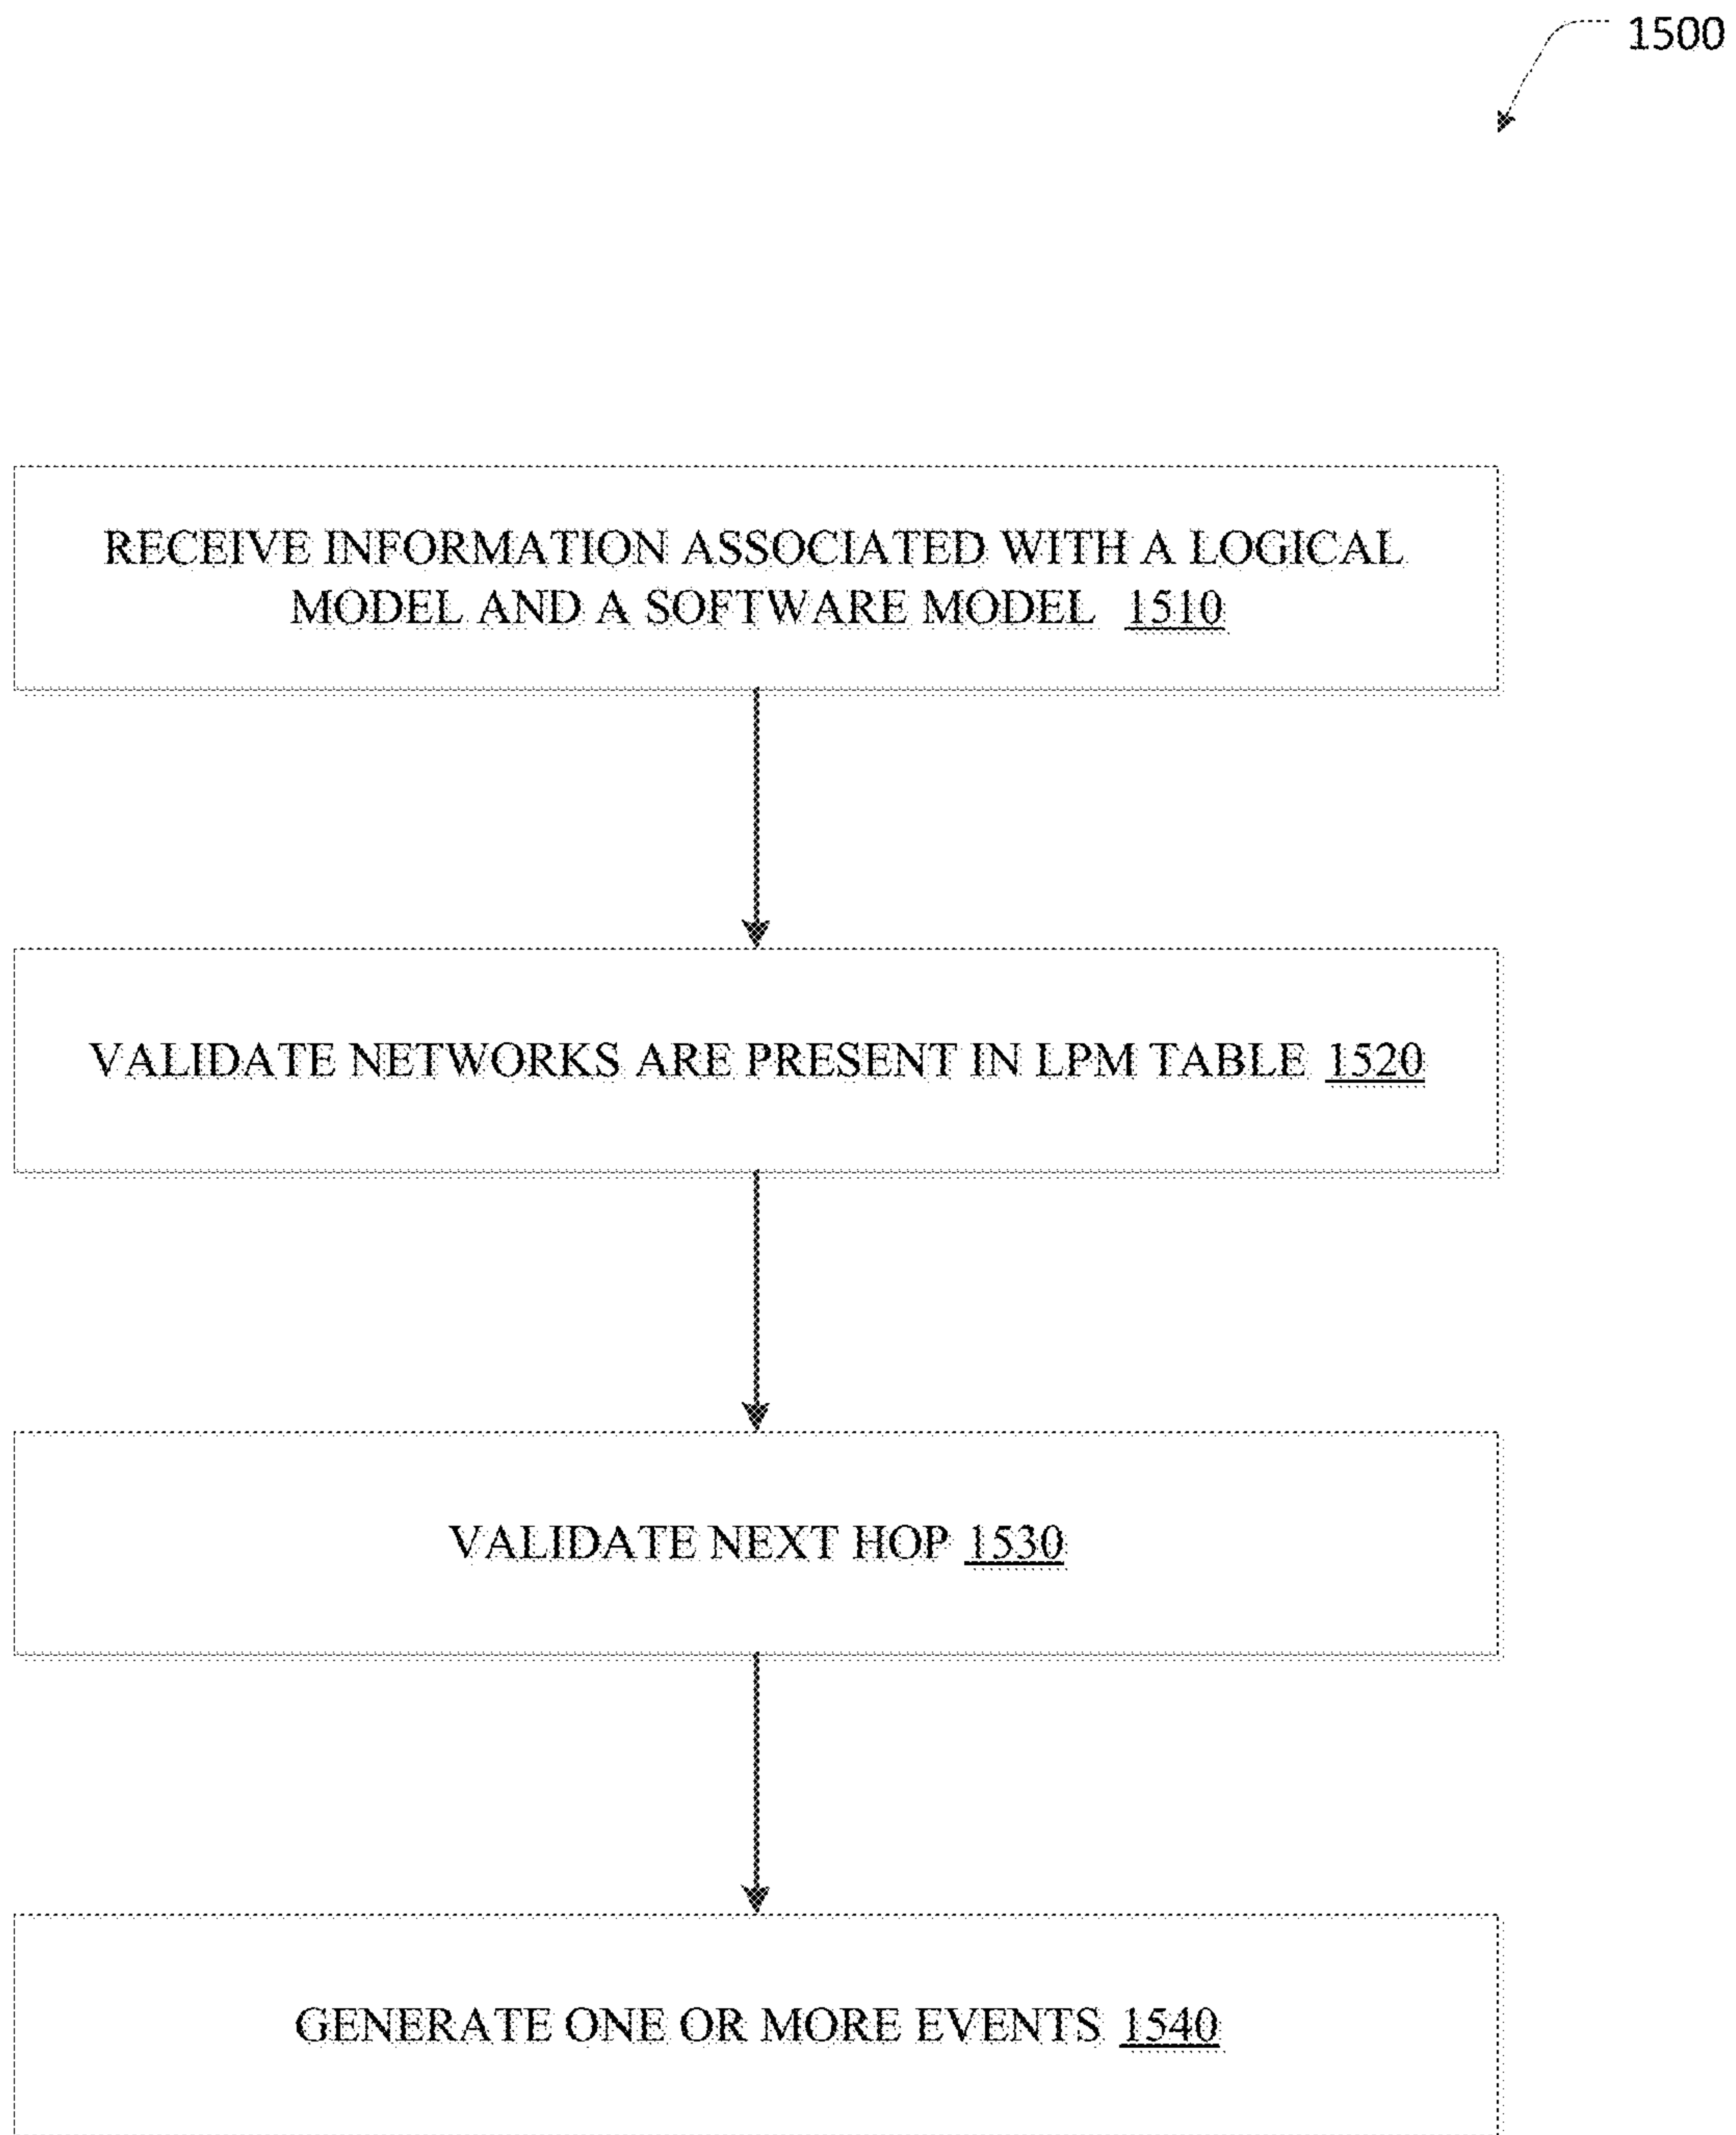 1500
RECEIVE INFORMATION ASSOCIATED WITH A LOGICAL
MODEL AND A SOFTWARE MODEL 1510
VALIDATE NETWORKS ARE PRESENT IN LPM TABLE 1520
VALIDATE NEXT HOP 1530
GENERATE ONE OR MORE EVENTS 1540